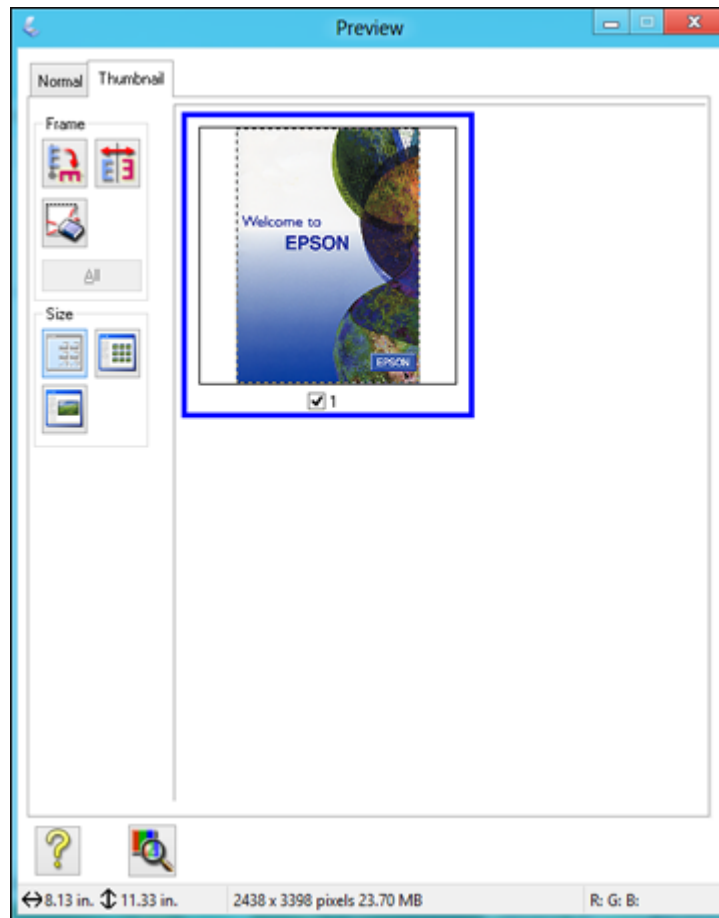 Preview
Normal Thumbnail
Frame
All
Size
Welcome to
EPSON
EPSON
1
8.13 in. 11.33 in. 2438 x 3398 pixels 23.70 MB R: G: B: